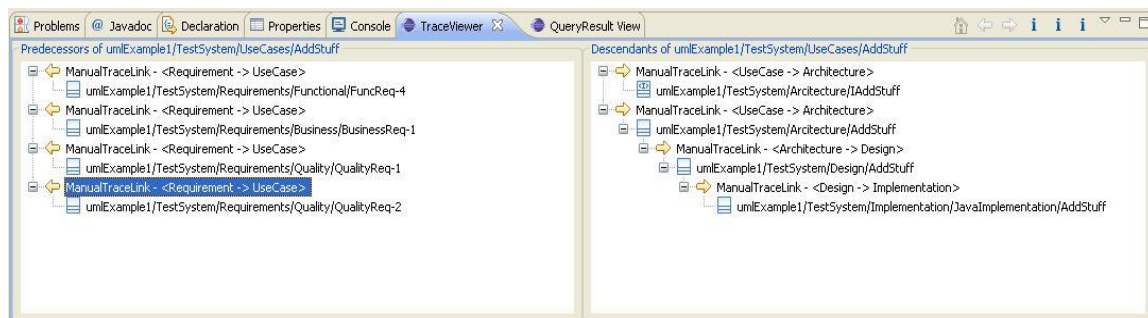 Problems @ Javadoc Declaration Properties Console TraceViewer QueryResult View
Predecessors of umlExample1/TestSystem/UseCases/AddStuff
ManualTraceLink - <Requirement -> UseCase>
umlExample1/TestSystem/Requirements/Functional/FuncReq-4
ManualTraceLink - <Requirement -> UseCase>
umlExample1/TestSystem/Requirements/Business/BusinessReq-1
ManualTraceLink - <Requirement -> UseCase>
umlExample1/TestSystem/Requirements/Quality/QualityReq-1
ManualTraceLink - <Requirement -> UseCase>
umlExample1/TestSystem/Requirements/Quality/QualityReq-2
Descendants of umlExample1/TestSystem/UseCases/AddStuff
ManualTraceLink - <UseCase -> Architecture>
umlExample1/TestSystem/Arcitecture/IAddStuff
ManualTraceLink - <UseCase -> Architecture>
umlExample1/TestSystem/Arcitecture/AddStuff
ManualTraceLink - <Architecture -> Design>
umlExample1/TestSystem/Design/AddStuff
ManualTraceLink - <Design -> Implementation>
umlExample1/TestSystem/Implementation/JavaImplementation/AddStuff